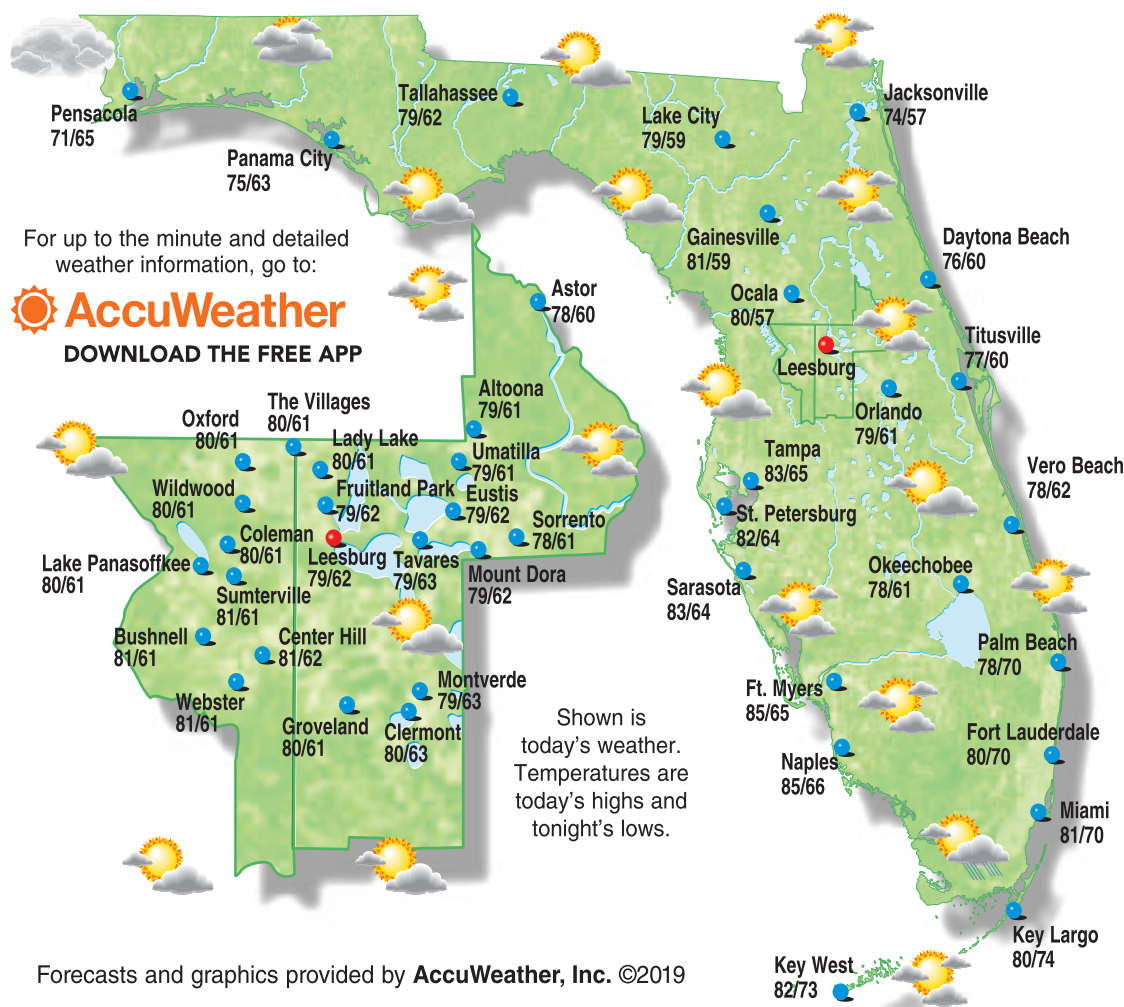 Pensacola
71/65
Panama City
75/63
Tallahassee
79/62
Lake City
79/59
Jacksonville
74/57
Gainesville
81/59
Daytona Beach
76/60
Ocala
80/57
Titusville
77/60
Leesburg
Orlando
79/61
Tampa
83/65
St. Petersburg
82/64
Vero Beach
78/62
Sarasota
83/64
Okeechobee
78/61
Palm Beach
78/70
Ft. Myers
85/65
Fort Lauderdale
80/70
Naples
85/66
Miami
81/70
Key Largo
80/74
Key West
82/73
For up to the minute and detailed
weather information, go to:
AccuWeather
DOWNLOAD THE FREE APP
Astor
78/60
Altoona
79/61
The Villages
80/61
Oxford
80/61
Lady Lake
80/61
Umatilla
79/61
Wildwood
80/61
Fruitland Park
79/62
Eustis
79/62
Coleman
80/61
Leesburg
79/62
Tavares
79/63
Sorrento
78/61
Mount Dora
79/62
Lake Panasoffkee
80/61
Sumterville
81/61
Bushnell
81/61
Center Hill
81/62
Webster
81/61
Montverde
79/63
Groveland
80/61
Clermont
80/63
Shown is
today's weather.
Temperatures are
today's highs and
tonight's lows.
Forecasts and graphics provided by AccuWeather, Inc. ©2019